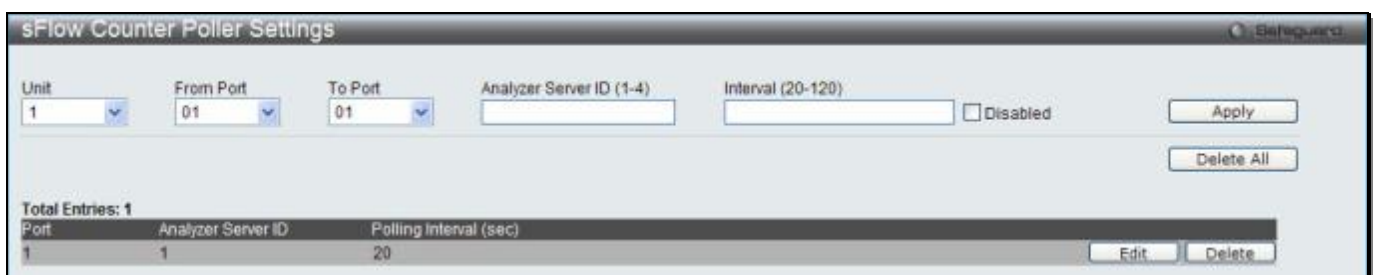 sFlow Counter Poller Settings
Safeguard
Unit From Port To Port Analyzer Server ID (1-4) Interval (20-120)
1 01 01 Disabled Apply
Delete All
Total Entries: 1
Port Analyzer Server ID Polling Interval (sec)
1 1 20 Edit Delete